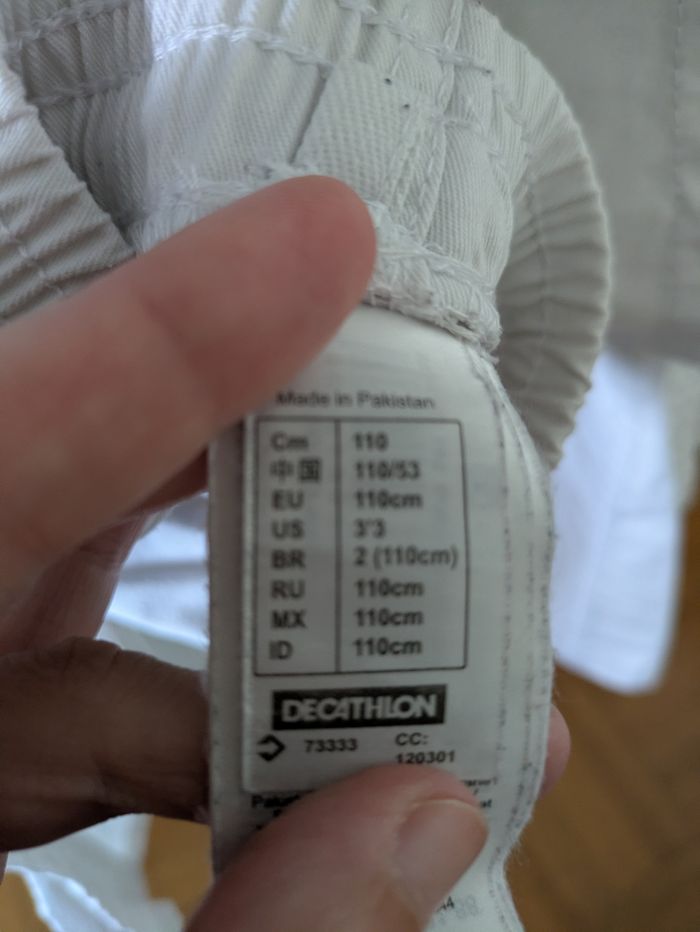 Made in Pakistan
Cm 110
中国 110/53
EU 110cm
US 3'3
BR 2 (110cm)
RU 110cm
MX 110cm
ID 110cm
DECATHLON
73333 CC:
120301